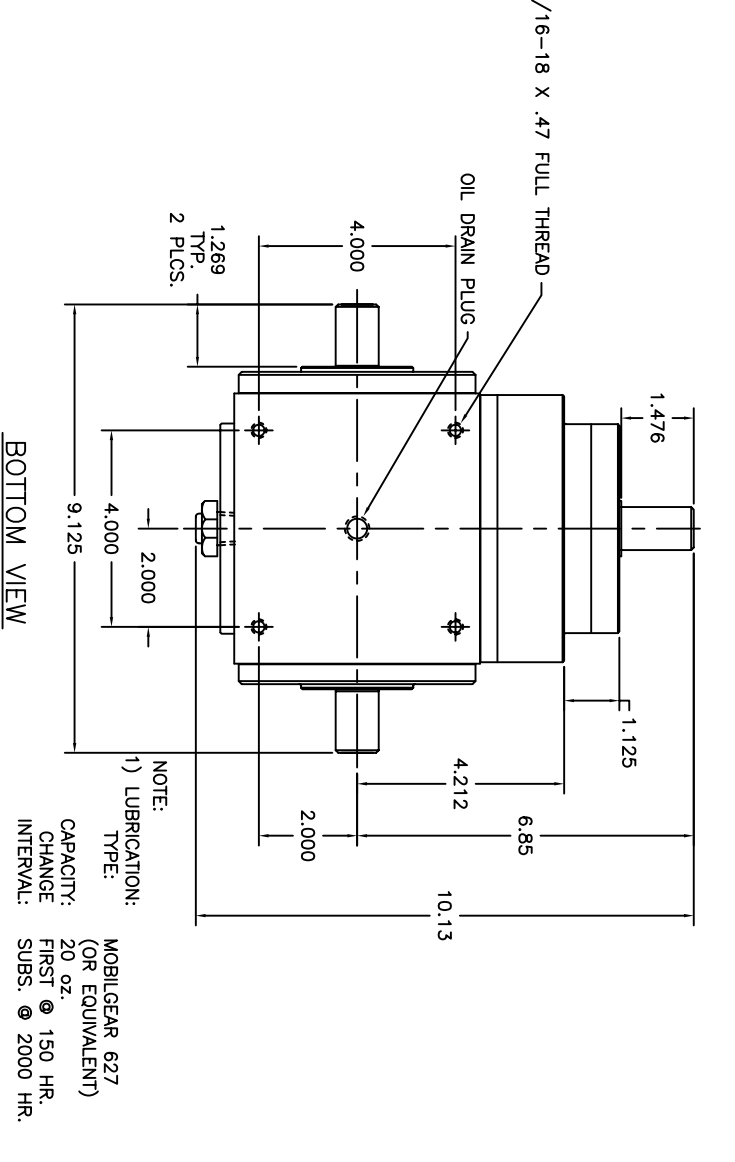 /16-18 X .47 FULL THREAD
OIL DRAIN PLUG
1.476
1.125
4.000
1.269
TYP.
2 PLCS.
4.212
6.85
2.000
10.13
2.000
4.000
9.125
BOTTOM VIEW
NOTE:
1) LUBRICATION:
TYPE: MOBILGEAR 627
(OR EQUIVALENT)
CAPACITY: 20 oz.
CHANGE FIRST @ 150 HR.
INTERVAL: SUBS. @ 2000 HR.